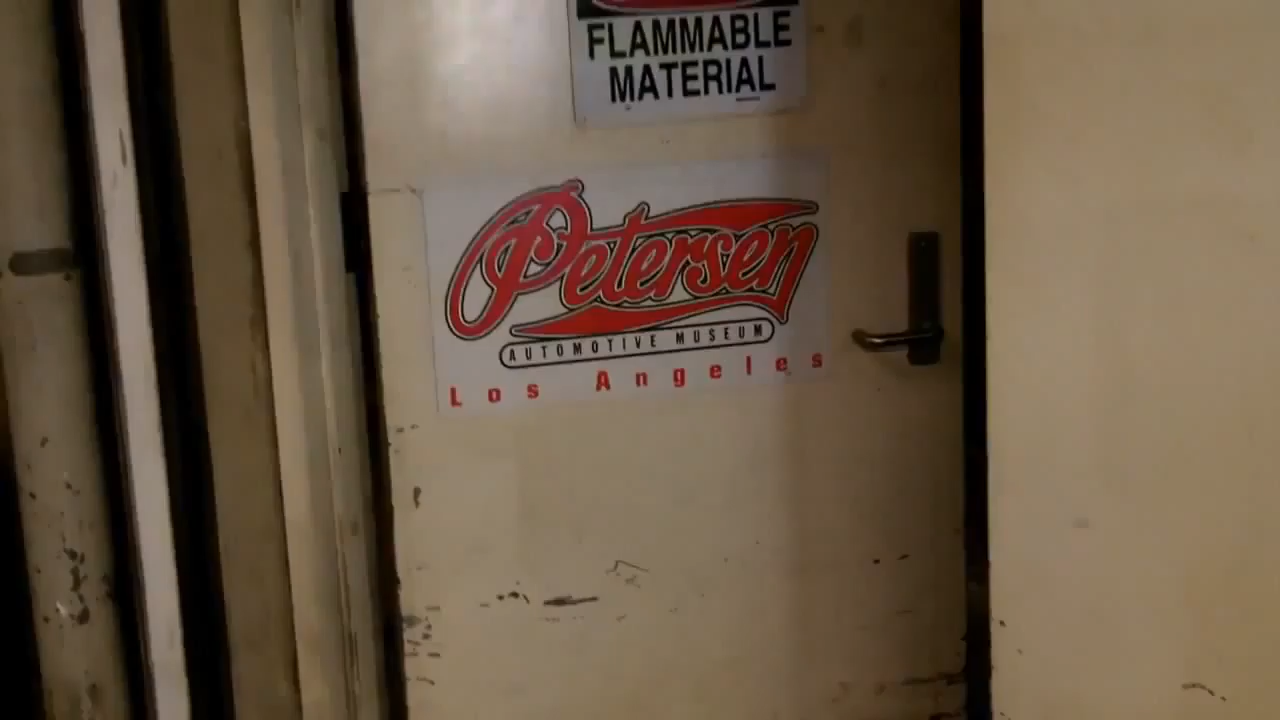 FLAMMABLE
MATERIAL
Petersen
AUTOMOTIVE MUSEUM
Los Angeles